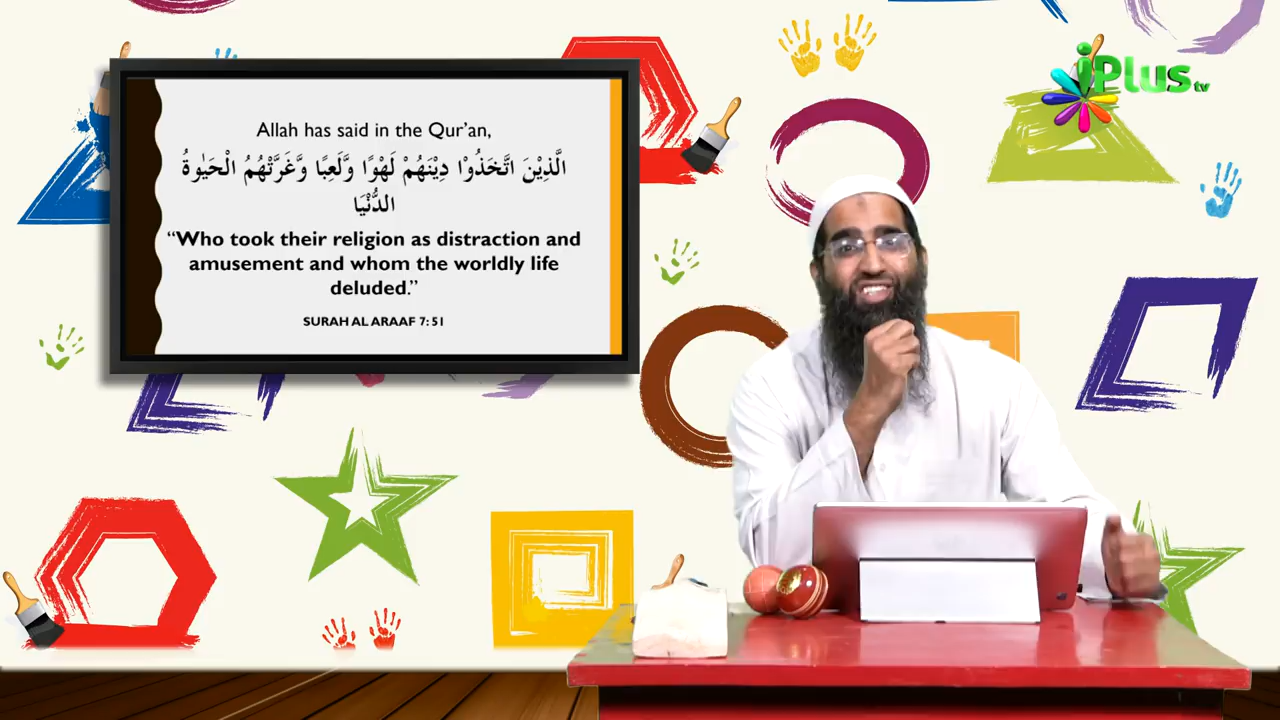 Allah has said in the Qur'an,
الَّذِيْنَ اتَّخَذُوْا دِيْنَهُمْ لَهْوًا وَّلَعِبًا وَّغَرَّتْهُمُ الْحَيٰوةُ
الدُّنْيَا
“Who took their religion as distraction and
amusement and whom the worldly life
deluded.”
SURAH AL ARAAF 7: 51
iPlus tv